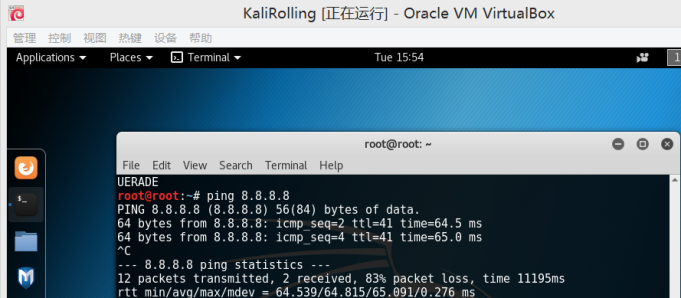 KaliRolling [正在运行] - Oracle VM VirtualBox
管理 控制 视图 热键 设备 帮助
Applications Places Terminal Tue 15:54 1
root@root: ~
File Edit View Search Terminal Help
UERADE
root@root:~# ping 8.8.8.8
PING 8.8.8.8 (8.8.8.8) 56(84) bytes of data.
64 bytes from 8.8.8.8: icmp_seq=2 ttl=41 time=64.5 ms
64 bytes from 8.8.8.8: icmp_seq=4 ttl=41 time=65.0 ms
^C
--- 8.8.8.8 ping statistics ---
12 packets transmitted, 2 received, 83% packet loss, time 11195ms
rtt min/avg/max/mdev = 64.539/64.815/65.091/0.276 ms